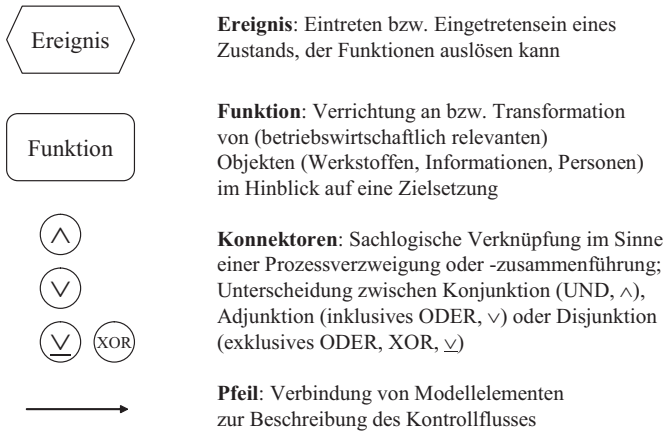 Ereignis
Ereignis: Eintreten bzw. Eingetretensein eines
Zustands, der Funktionen auslösen kann
Funktion
Funktion: Verrichtung an bzw. Transformation
von (betriebswirtschaftlich relevanten)
Objekten (Werkstoffen, Informationen, Personen)
im Hinblick auf eine Zielsetzung
∧
∨
⊻ XOR
Konnektoren: Sachlogische Verknüpfung im Sinne
einer Prozessverzweigung oder -zusammenführung;
Unterscheidung zwischen Konjunktion (UND, ∧),
Adjunktion (inklusives ODER, ∨) oder Disjunktion
(exklusives ODER, XOR, ⊻)
Pfeil: Verbindung von Modellelementen
zur Beschreibung des Kontrollflusses